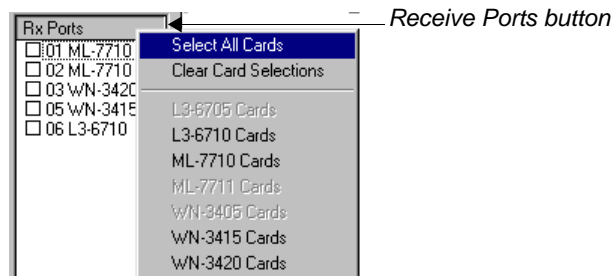 Receive Ports button
Rx Ports
01 ML-7710
02 ML-7710
03 WN-3420
05 WN-3415
06 L3-6710
Select All Cards
Clear Card Selections
L3-6705 Cards
L3-6710 Cards
ML-7710 Cards
ML-7711 Cards
WN-3405 Cards
WN-3415 Cards
WN-3420 Cards